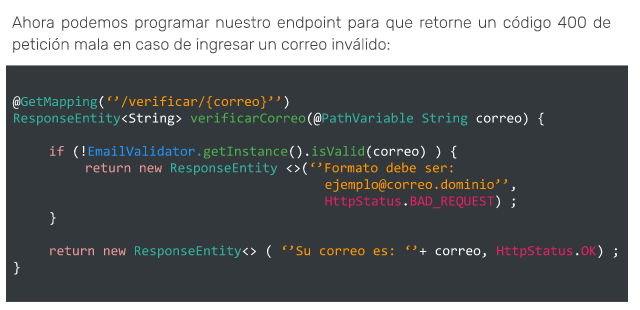 Ahora podemos programar nuestro endpoint para que retorne un código 400 de
petición mala en caso de ingresar un correo inválido:
@GetMapping(‘’/verificar/{correo}’’)
ResponseEntity<String> verificarCorreo(@PathVariable String correo) {
if (!EmailValidator.getInstance().isValid(correo) ) {
return new ResponseEntity <>(‘’Formato debe ser:
ejemplo@correo.dominio’’,
HttpStatus.BAD_REQUEST) ;
}
return new ResponseEntity<> ( ‘’Su correo es: ‘’+ correo, HttpStatus.OK) ;
}